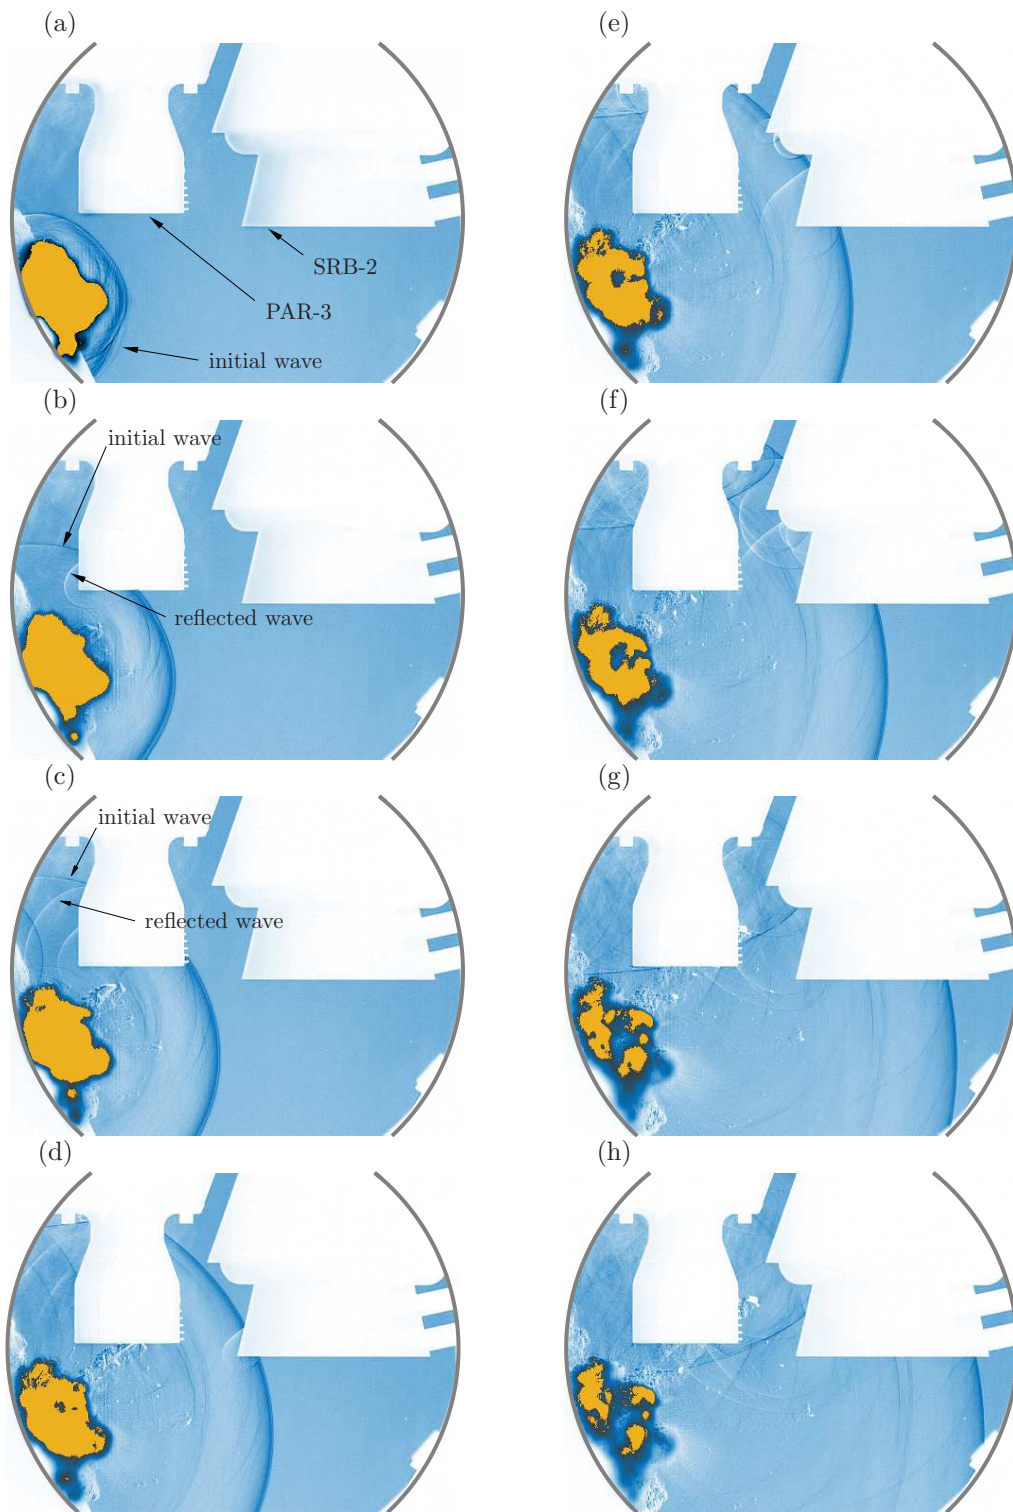 (a)
SRB-2
PAR-3
initial wave
(b)
initial wave
reflected wave
(c)
initial wave
reflected wave
(d)
(e)
(f)
(g)
(h)